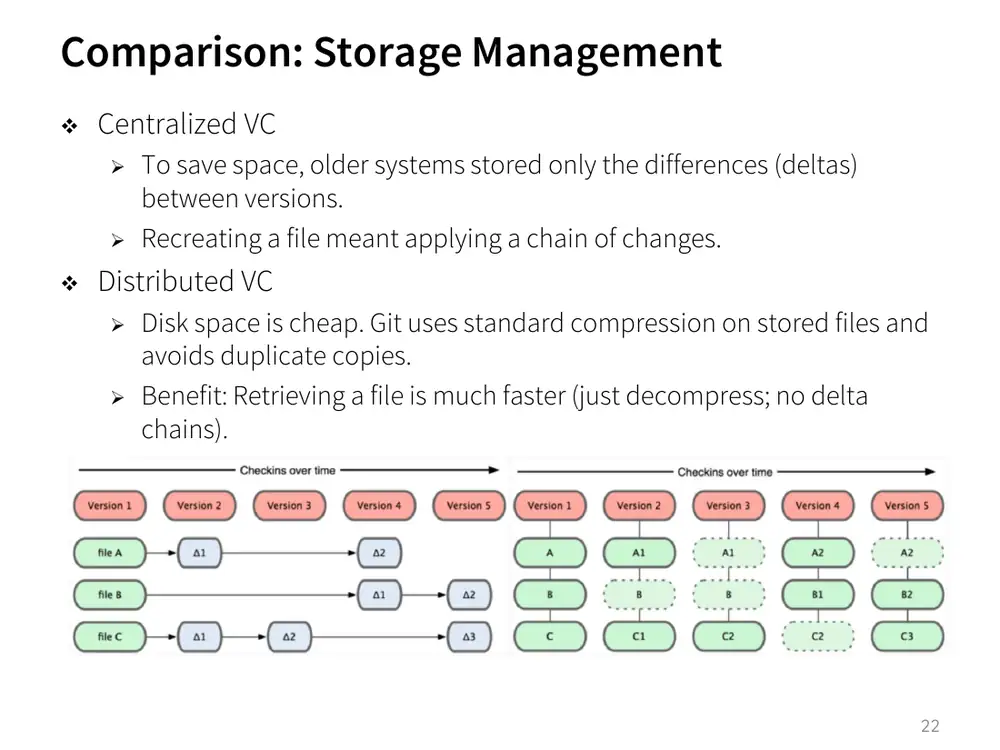 Comparison: Storage Management
❖ Centralized VC
➢ To save space, older systems stored only the differences (deltas)
between versions.
➢ Recreating a file meant applying a chain of changes.
❖ Distributed VC
➢ Disk space is cheap. Git uses standard compression on stored files and
avoids duplicate copies.
➢ Benefit: Retrieving a file is much faster (just decompress; no delta
chains).
Checkins over time
Version 1 Version 2 Version 3 Version 4 Version 5
file A Δ1 Δ2
file B Δ1 Δ2
file C Δ1 Δ2 Δ3
Checkins over time
Version 1 Version 2 Version 3 Version 4 Version 5
A A1 A1 A2 A2
B B B B1 B2
C C1 C2 C2 C3
22